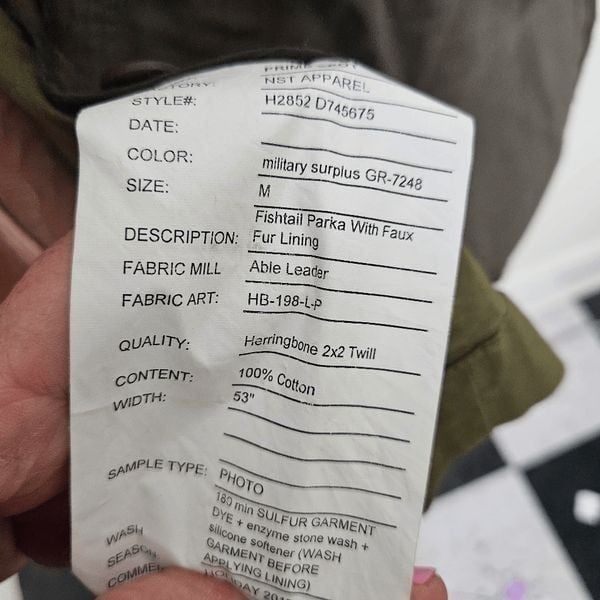 NST APPAREL
STYLE#: H2852 D745675
DATE:
COLOR: military surplus GR-7248
SIZE: M
Fishtail Parka With Faux
DESCRIPTION: Fur Lining
FABRIC MILL Able Leader
FABRIC ART: HB-198-L-P
QUALITY: Herringbone 2x2 Twill
CONTENT: 100% Cotton
WIDTH: 53"
SAMPLE TYPE: PHOTO
180 min SULFUR GARMENT
DYE + enzyme stone wash +
silicone softener (WASH
WASH GARMENT BEFORE
APPLYING LINING)